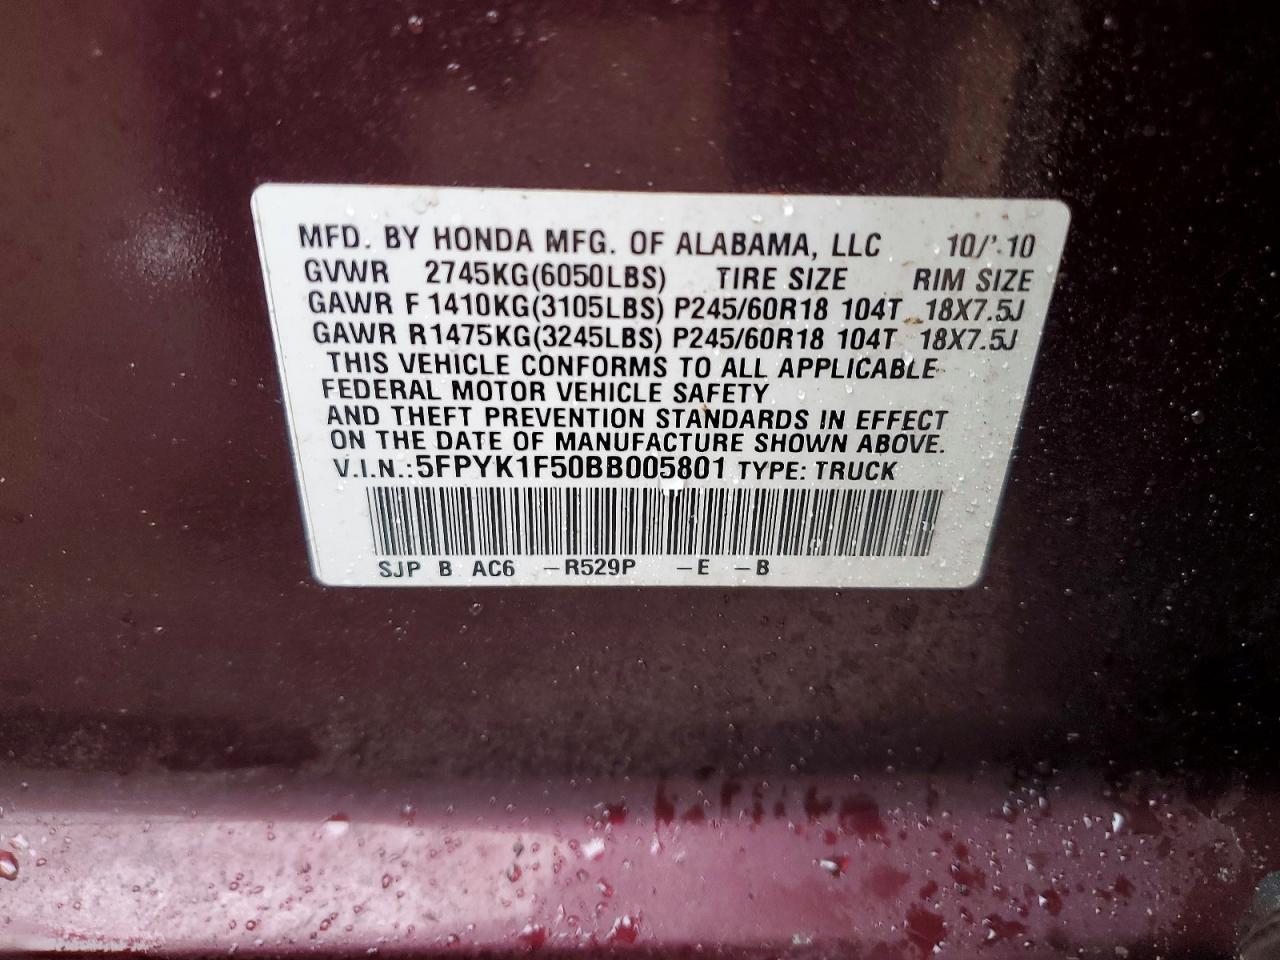 MFD. BY HONDA MFG. OF ALABAMA, LLC 10/10
GVWR 2745KG(6050LBS) TIRE SIZE RIM SIZE
GAWR F 1410KG(3105LBS) P245/60R18 104T 18X7.5J
GAWR R 1475KG(3245LBS) P245/60R18 104T 18X7.5J
THIS VEHICLE CONFORMS TO ALL APPLICABLE
FEDERAL MOTOR VEHICLE SAFETY
AND THEFT PREVENTION STANDARDS IN EFFECT
ON THE DATE OF MANUFACTURE SHOWN ABOVE.
V.I.N.: 5FPYK1F50BB005801 TYPE: TRUCK
SJP B AC6 -R529P -E -B